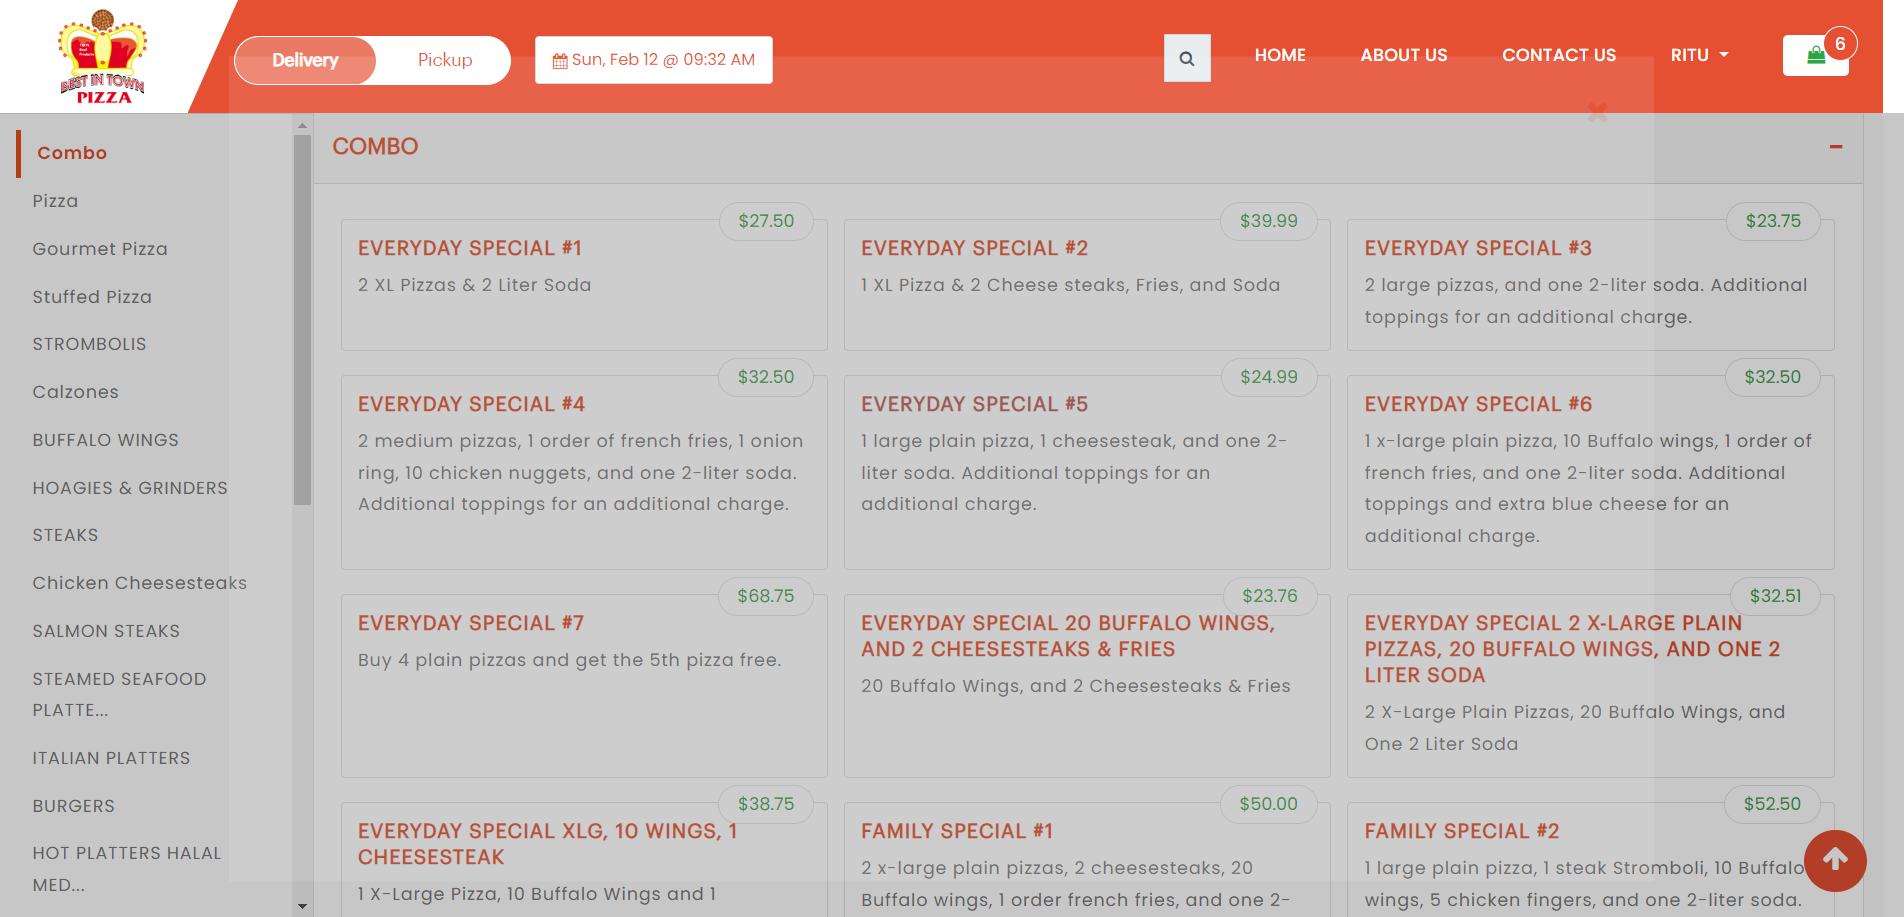 BEST IN TOWN
PIZZA
Delivery
Pickup
Sun, Feb 12 @ 09:32 AM
HOME
ABOUT US
CONTACT US
RITU
6
Combo
Pizza
Gourmet Pizza
Stuffed Pizza
STROMBOLIS
Calzones
BUFFALO WINGS
HOAGIES & GRINDERS
STEAKS
Chicken Cheesesteaks
SALMON STEAKS
STEAMED SEAFOOD
PLATTE...
ITALIAN PLATTERS
BURGERS
HOT PLATTERS HALAL
MED...
COMBO
$27.50
EVERYDAY SPECIAL #1
2 XL Pizzas & 2 Liter Soda
$39.99
EVERYDAY SPECIAL #2
1 XL Pizza & 2 Cheese steaks, Fries, and Soda
$23.75
EVERYDAY SPECIAL #3
2 large pizzas, and one 2-liter soda. Additional
toppings for an additional charge.
$32.50
EVERYDAY SPECIAL #4
2 medium pizzas, 1 order of french fries, 1 onion
ring, 10 chicken nuggets, and one 2-liter soda.
Additional toppings for an additional charge.
$24.99
EVERYDAY SPECIAL #5
1 large plain pizza, 1 cheesesteak, and one 2-
liter soda. Additional toppings for an
additional charge.
$32.50
EVERYDAY SPECIAL #6
1 x-large plain pizza, 10 Buffalo wings, 1 order of
french fries, and one 2-liter soda. Additional
toppings and extra blue cheese for an
additional charge.
$68.75
EVERYDAY SPECIAL #7
Buy 4 plain pizzas and get the 5th pizza free.
$23.76
EVERYDAY SPECIAL 20 BUFFALO WINGS,
AND 2 CHEESESTEAKS & FRIES
20 Buffalo Wings, and 2 Cheesesteaks & Fries
$32.51
EVERYDAY SPECIAL 2 X-LARGE PLAIN
PIZZAS, 20 BUFFALO WINGS, AND ONE 2
LITER SODA
2 X-Large Plain Pizzas, 20 Buffalo Wings, and
One 2 Liter Soda
$38.75
EVERYDAY SPECIAL XLG, 10 WINGS, 1
CHEESESTEAK
1 X-Large Pizza, 10 Buffalo Wings and 1
$50.00
FAMILY SPECIAL #1
2 x-large plain pizzas, 2 cheesesteaks, 20
Buffalo wings, 1 order french fries, and one 2-
$52.50
FAMILY SPECIAL #2
1 large plain pizza, 1 steak Stromboli, 10 Buffalo
wings, 5 chicken fingers, and one 2-liter soda.